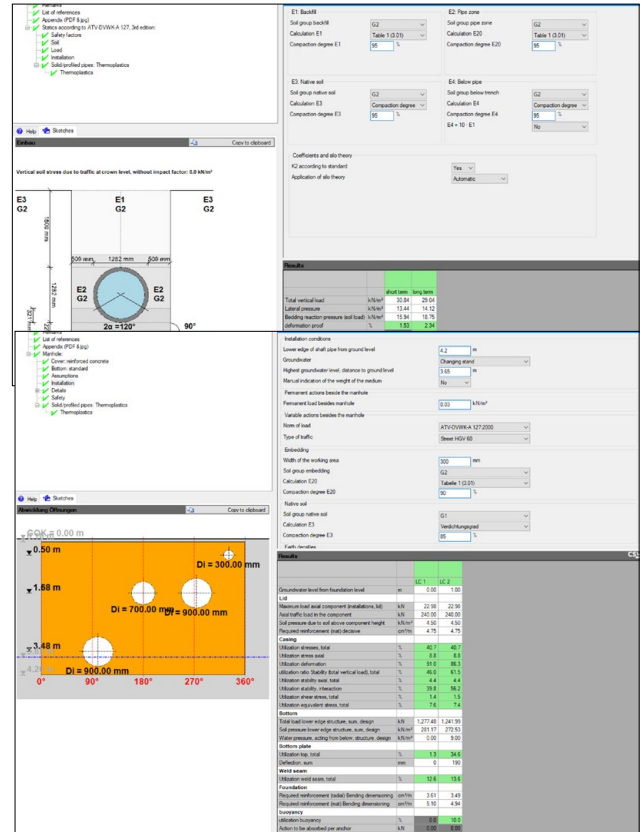 Remarks
List of references
Appendix (PDF &jpg)
Statics according to ATV-DVWK-A 127, 3rd edition:
Safety factors
Soil
Load
Installation
Solid/profiled pipes: Thermoplastics
Thermoplastics
Help Sketches
Einbau Copy to clipboard
Vertical soil stress due to traffic at crown level, without impact factor: 0.0 kN/m²
E3 E1 E3
G2 G2
509 mm 1282 mm 509 mm
1282 mm
E2 E2
G2 G2
2α =120° 90°
E1: Backfill
Soil group backfill G2
Calculation E1 Table 1 (3.01)
Compaction degree E1 95 %
E2: Pipe zone
Soil group pipe zone G2
Calculation E20 Table 1 (3.01)
Compaction degree E20 95 %
E3: Native soil
Soil group native soil G2
Calculation E3 Compaction degree
Compaction degree E3 95 %
E4: Below pipe
Soil group below trench G2
Calculation E4 Compaction degree
Compaction degree E4 95 %
E4 = 10 · E1 No
Coefficients and silo theory
K2 according to standard Yes
Application of silo theory Automatic
Results
short term long term
Total vertical load kN/m² 30.84 29.04
Lateral pressure kN/m² 13.44 14.12
Bedding reaction pressure (soil load) kN/m² 15.94 18.75
deformation proof % 1.93 2.34
List of references
Appendix (PDF &jpg)
Manhole:
Cover: reinforced concrete
Bottom: standard
Assumptions
Installation
Details
Safety
Solid/profiled pipes: Thermoplastics
Thermoplastics
Help Sketches
Abwicklung Öffnungen Copy to clipboard
GOK = 0.00 m
0.50 m
Di = 300.00 mm
1.68 m
Di = 700.00 mm
Di = 900.00 mm
3.48 m
Di = 900.00 mm
0° 90° 180° 270° 360°
Installation conditions
Lower edge of shaft pipe from ground level 4.2 m
Groundwater Changing stand
Highest groundwater level, distance to ground level 3.65 m
Manual indication of the weight of the medium No
Permanent actions beside the manhole
Permanent load besides manhole 0.03 kN/m²
Variable actions beside the manhole
Norm of load ATV-DVWK-A 127:2000
Type of traffic Street HGV 60
Embedding
Width of the working area 300 mm
Soil group embedding G2
Calculation E20 Tabelle 1 (3.01)
Compaction degree E20 90 %
Native soil
Soil group native soil G1
Calculation E3 Verdichtungsgrad
Compaction degree E3 85 %
Earth densities
Results
LC 1 LC 2
Groundwater level from foundation level m 0.00 1.00
Lid
Maximum load axial component (installations, lid) kN 22.98 22.98
Axial traffic load in the component kN 240.00 240.00
Soil pressure due to soil above component height kN/m² 4.50 4.50
Required reinforcement (mat) decisive cm²/m 4.75 4.75
Casing
Utilization stresses, total % 40.7 40.7
Utilization stress axial % 8.8 8.8
Utilization deformation % 91.0 86.3
utilization ratio Stability (total vertical load), total % 46.0 61.5
Utilization stability axial, total % 4.4 4.4
Utilization stability, interaction % 39.8 56.2
Utilization shear stress, total % 1.4 1.5
Utilization equivalent stress, total % 7.6 7.4
Bottom
Total load lower edge structure, sum, design kN 1,277.48 1,241.99
Soil pressure lower edge structure, sum, design kN/m² 281.17 272.53
Water pressure, acting from below, structure, design kN/m² 0.00 9.00
Bottom plate
Utilization top, total % 1.3 34.6
Deflection, sum mm 0 190
Weld seam
Utilization weld seam, total % 12.6 13.6
Foundation
Required reinforcement (radial) Bending dimensioning cm²/m 3.61 3.49
Required reinforcement (mat) Bending dimensioning cm²/m 5.10 4.94
buoyancy
utilization buoyancy % 0.0 10.0
Action to be absorbed per anchor kN 0.00 0.00